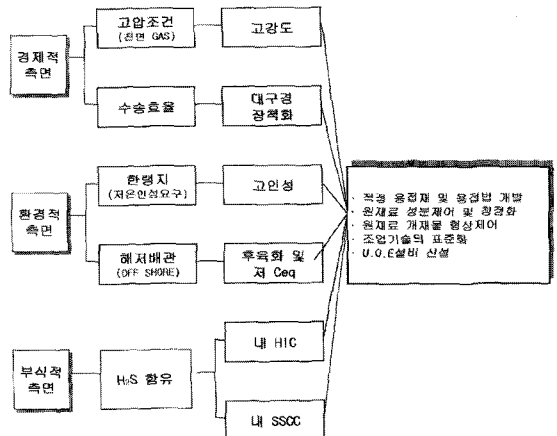 경제적
측면
고압조건
(천연 GAS)
고강도
수송효율
대구경
장척화
환경적
측면
한랭지
(저온인성요구)
고인성
해저배관
(OFF SHORE)
후육화 및
저 Ceq
부식적
측면
H₂S 함유
내 HIC
내 SSCC
· 적정 용접재 및 용접법 개발
· 원재료 성분제어 및 청정화
· 원재료 개재물 형상제어
· 조업기술의 표준화
· U.O.E설비 신설